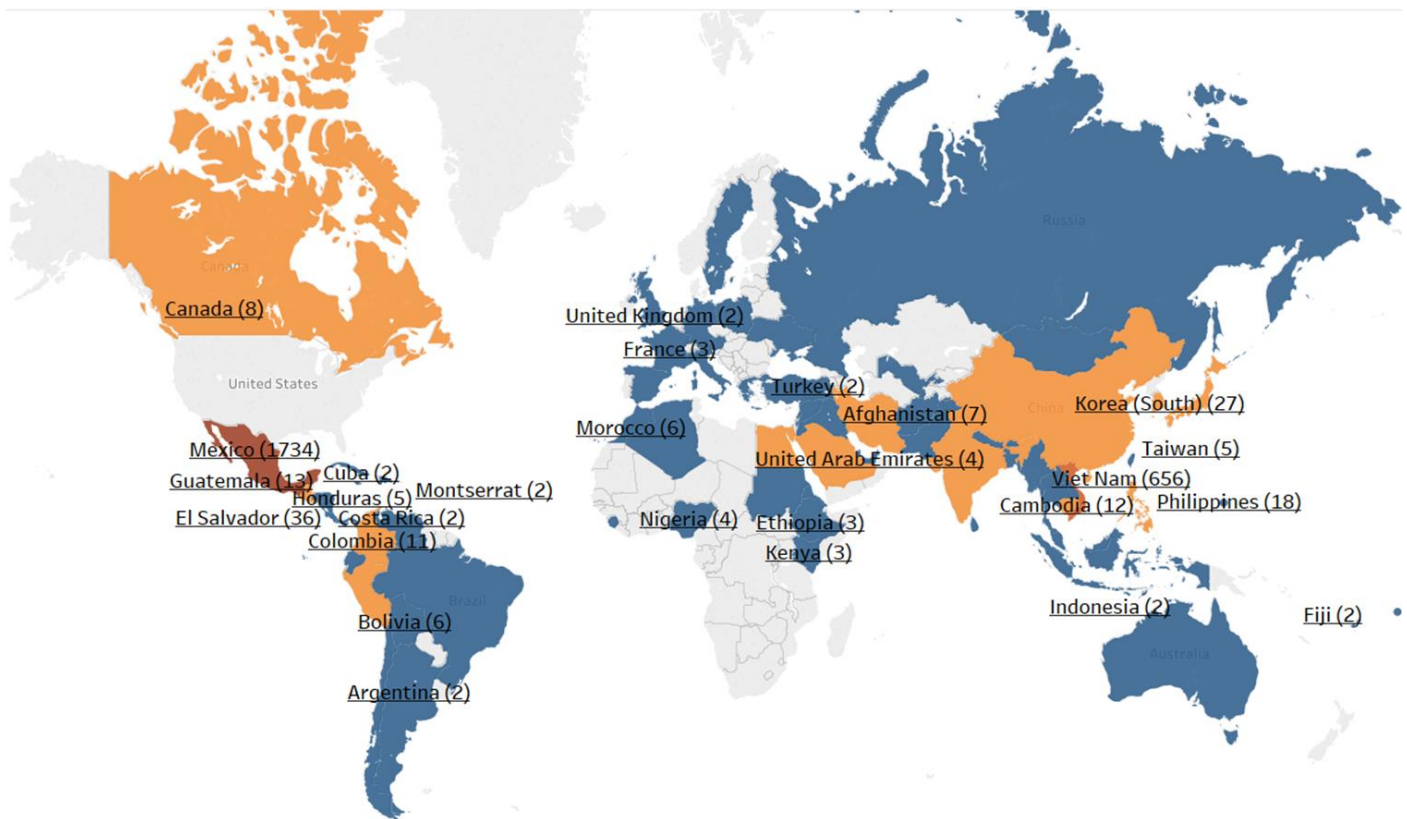 Russia
Canada
Canada (8)
United Kingdom (2)
France (3)
United States
Turkey (2)
Afghanistan (7)
China
Korea (South) (27)
Morocco (6)
Mexico (1734)
Taiwan (5)
United Arab Emirates (4)
Cuba (2)
Guatemala (13)
Viet Nam (656)
Montserrat (2)
Honduras (5)
Cambodia (12)
Philippines (18)
El Salvador (36)
Costa Rica (2)
Nigeria (4)
Ethiopia (3)
Colombia (11)
Kenya (3)
Brazil
Indonesia (2)
Fiji (2)
Bolivia (6)
Australia
Argentina (2)